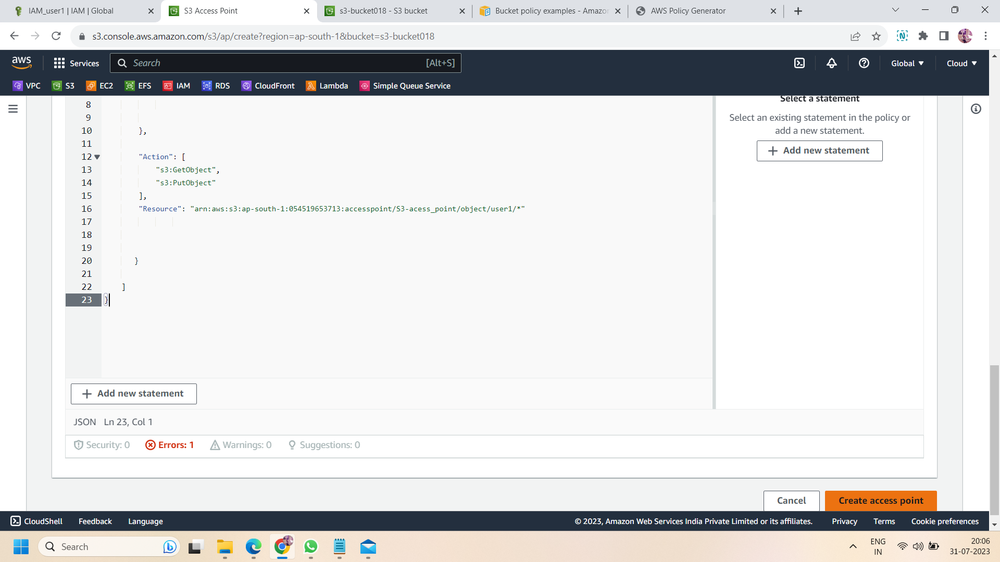 IAM_user1 | IAM | Global
S3 Access Point
s3-bucket018 - S3 bucket
Bucket policy examples - Amazon
AWS Policy Generator
s3.console.aws.amazon.com/s3/ap/create?region=ap-south-1&bucket=s3-bucket018
aws
Services
Search
[Alt+S]
Global
Cloud
VPC
S3
EC2
EFS
IAM
RDS
CloudFront
Lambda
Simple Queue Service
8
9
10 },
11
12 "Action": [
13 "s3:GetObject",
14 "s3:PutObject"
15 ],
16 "Resource": "arn:aws:s3:ap-south-1:054519653713:accesspoint/S3-acess_point/object/user1/*"
17
18
19
20 }
21
22 ]
23 }
Select a statement
Select an existing statement in the policy or
add a new statement.
Add new statement
Add new statement
JSON Ln 23, Col 1
Security: 0
Errors: 1
Warnings: 0
Suggestions: 0
Cancel
Create access point
CloudShell
Feedback
Language
© 2023, Amazon Web Services India Private Limited or its affiliates.
Privacy
Terms
Cookie preferences
Search
ENG
IN
20:06
31-07-2023